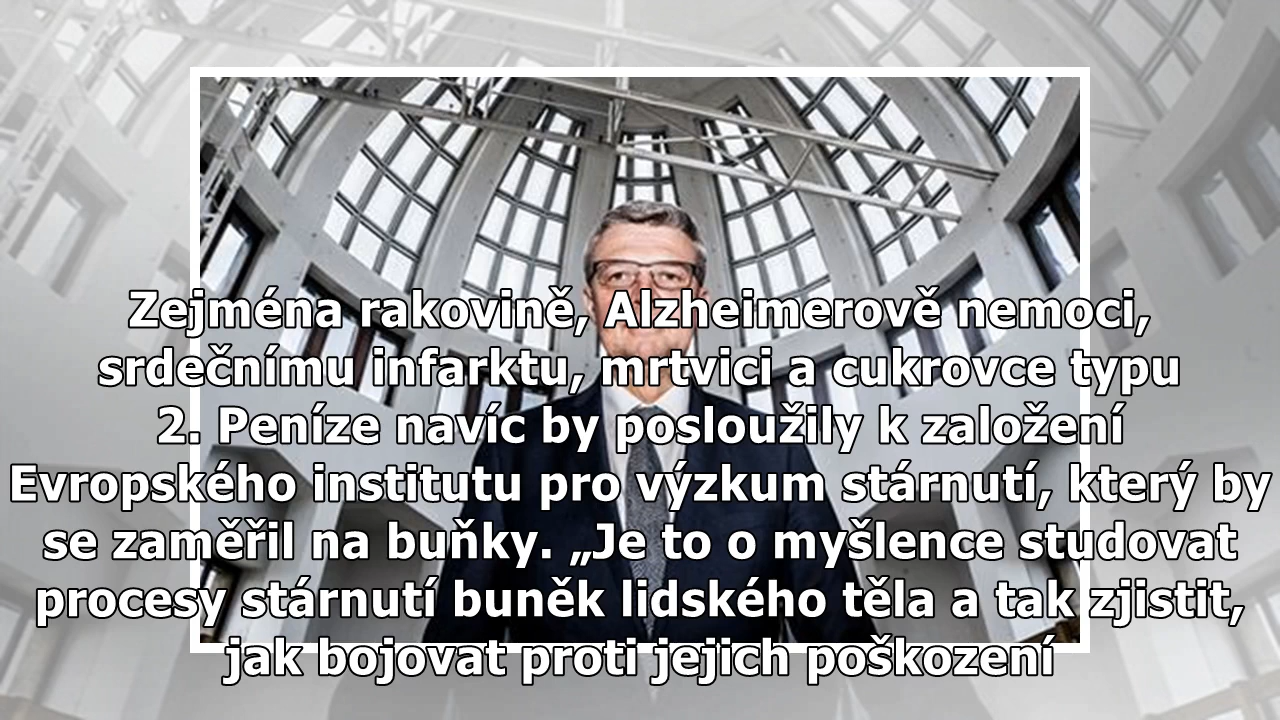 Zejména rakovině, Alzheimerově nemoci,
srdečnímu infarktu, mrtvici a cukrovce typu
2. Peníze navíc by posloužily k založení
Evropského institutu pro výzkum stárnutí, který by
se zaměřil na buňky. „Je to o myšlence studovat
procesy stárnutí buněk lidského těla a tak zjistit,
jak bojovat proti jejich poškození